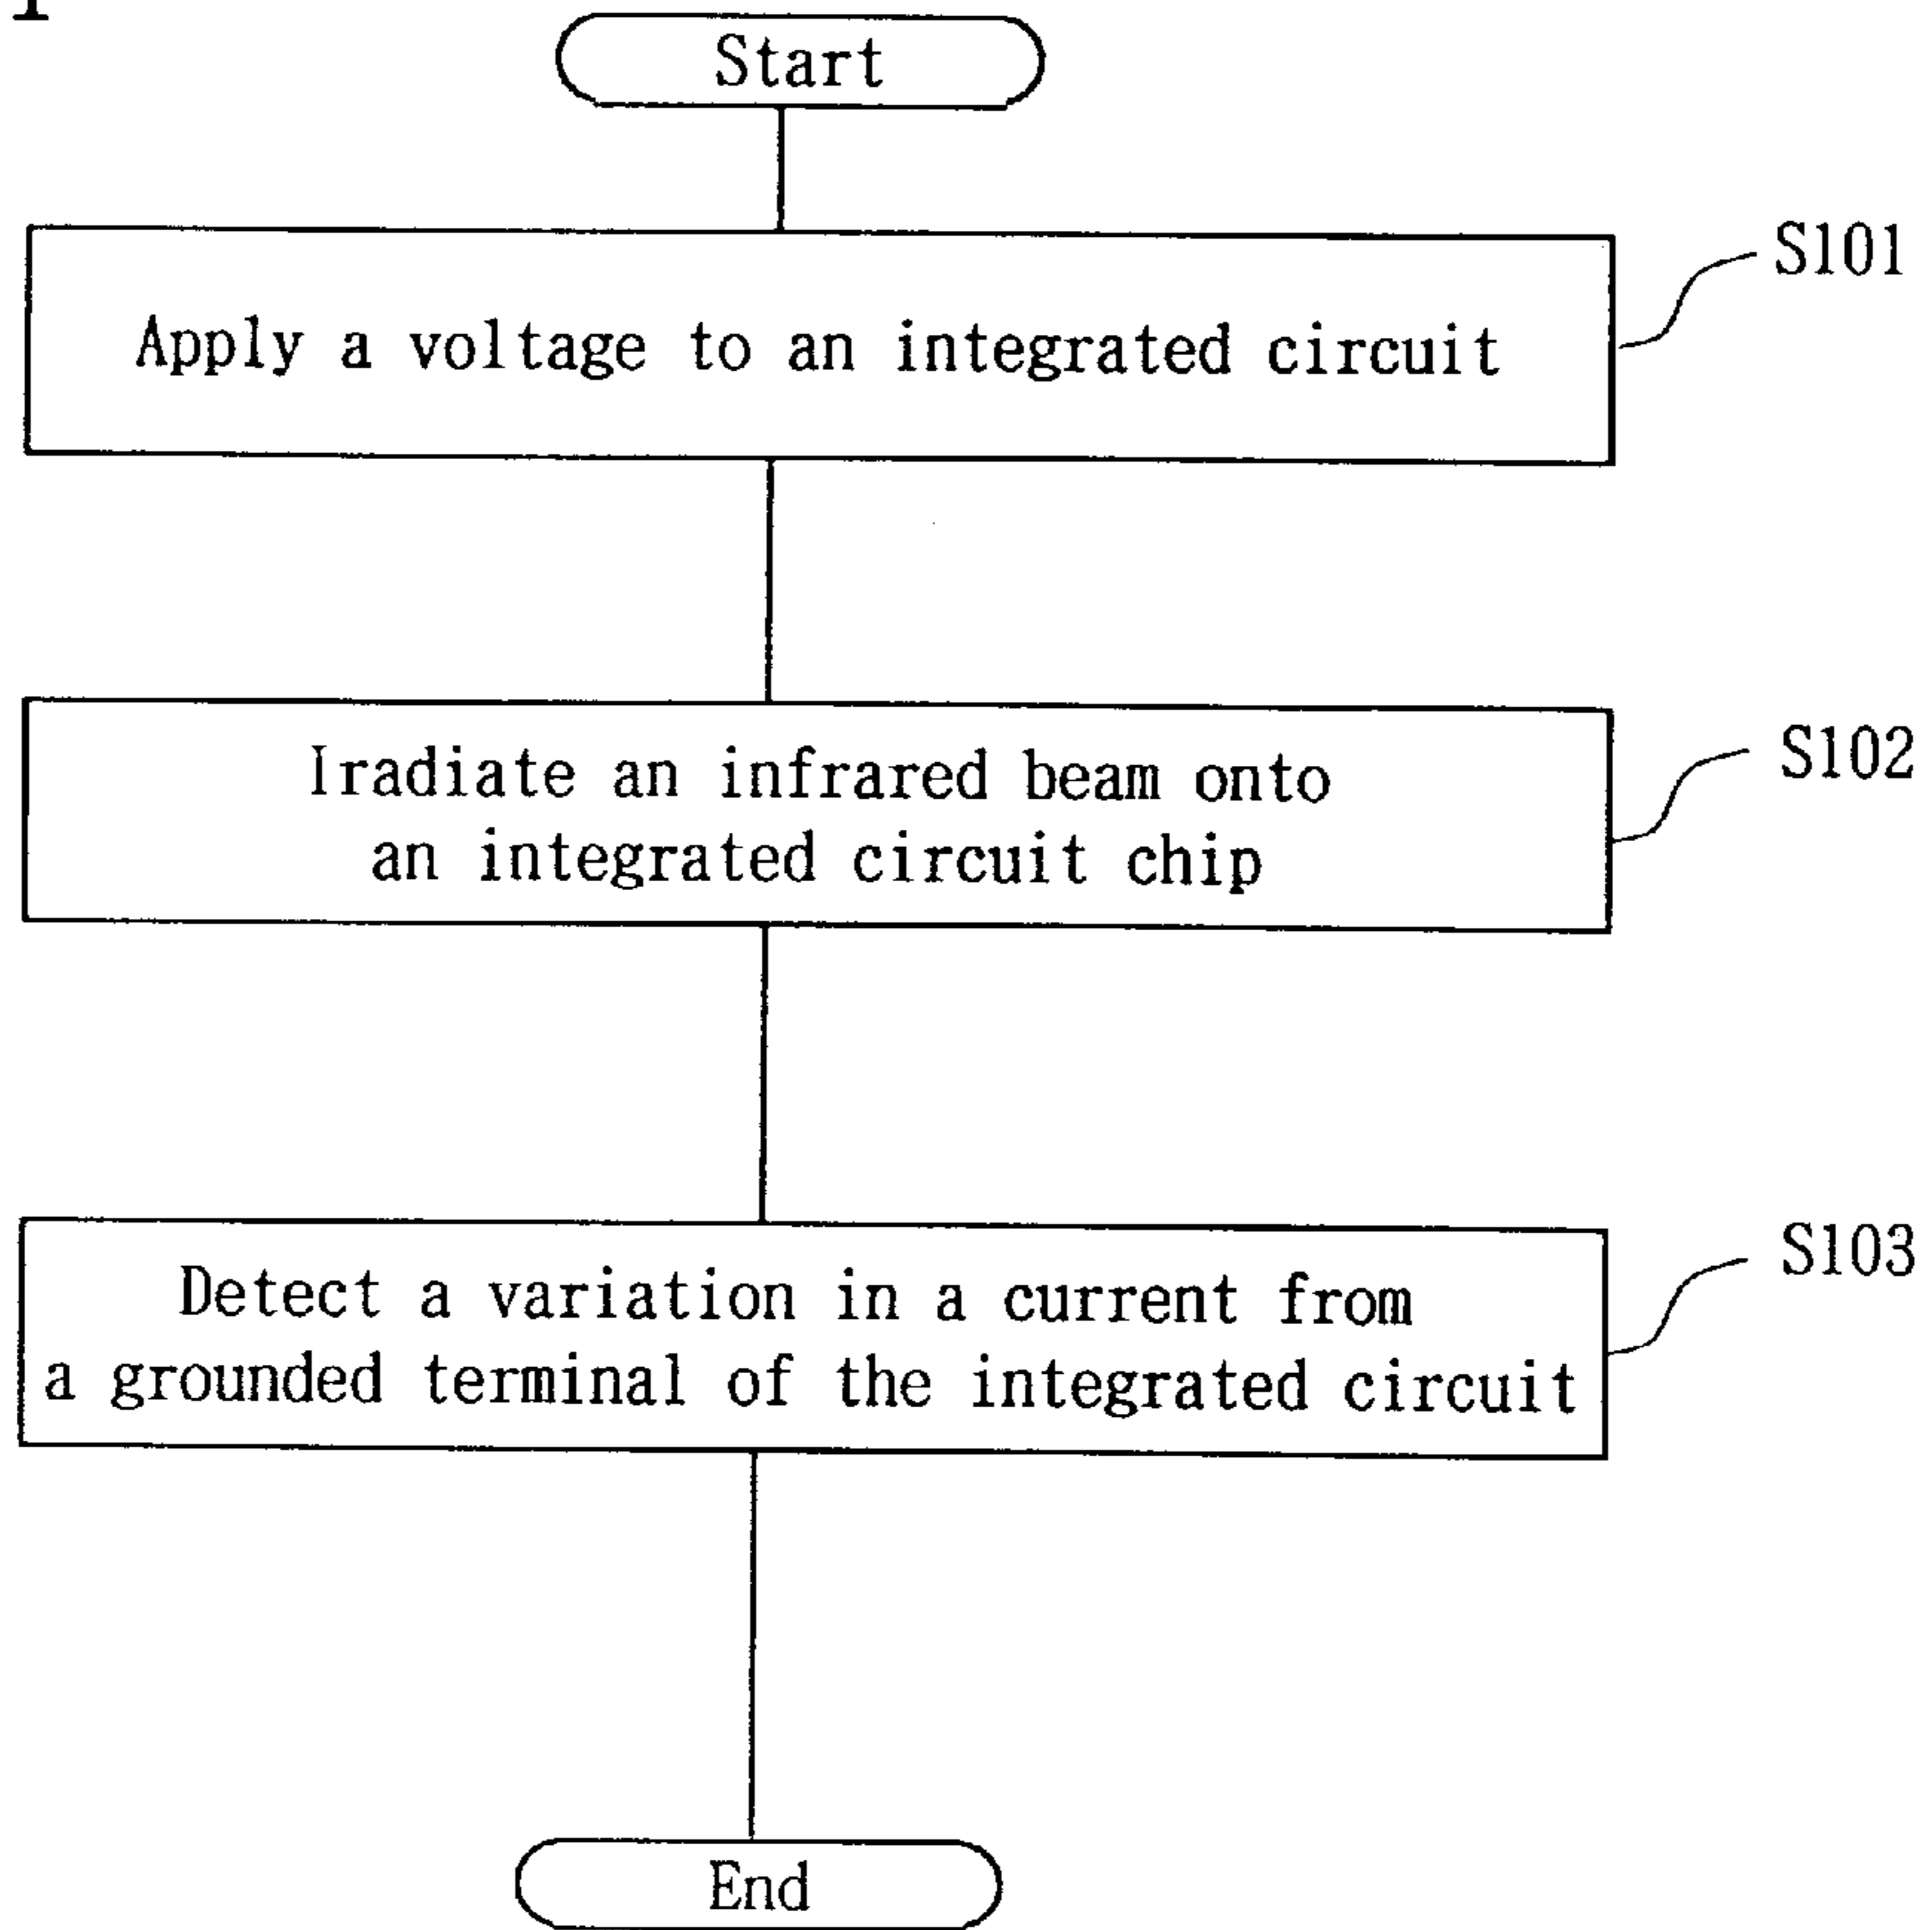 Start
Apply a voltage to an integrated circuit
S101
Iradiate an infrared beam onto
an integrated circuit chip
S102
Detect a variation in a current from
a grounded terminal of the integrated circuit
S103
End